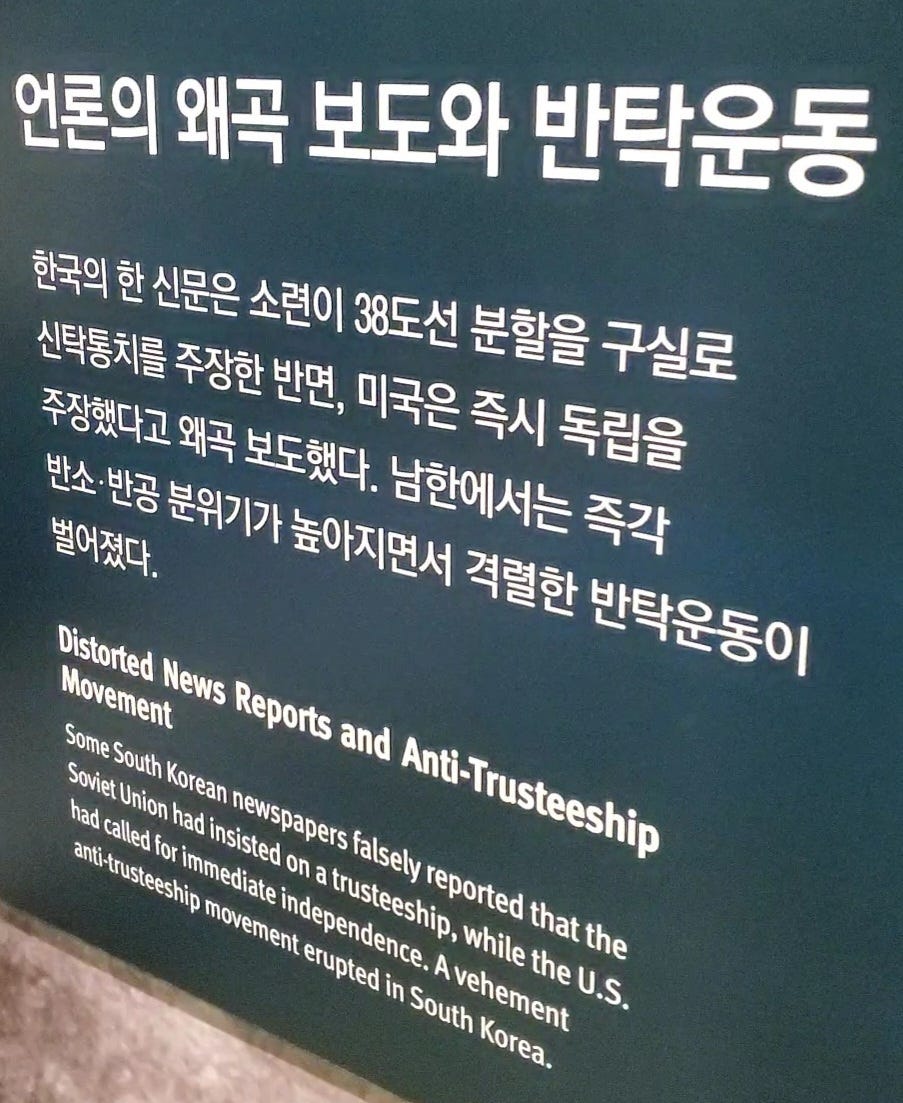 언론의 왜곡 보도와 반탁운동
한국의 한 신문은 소련이 38도선 분할을 구실로
신탁통치를 주장한 반면, 미국은 즉시 독립을
주장했다고 왜곡 보도했다. 남한에서는 즉각
반소·반공 분위기가 높아지면서 격렬한 반탁운동이
벌어졌다.
Distorted News Reports and Anti-Trusteeship
Movement
Some South Korean newspapers falsely reported that the
Soviet Union had insisted on a trusteeship, while the U.S.
had called for immediate independence. A vehement
anti-trusteeship movement erupted in South Korea.